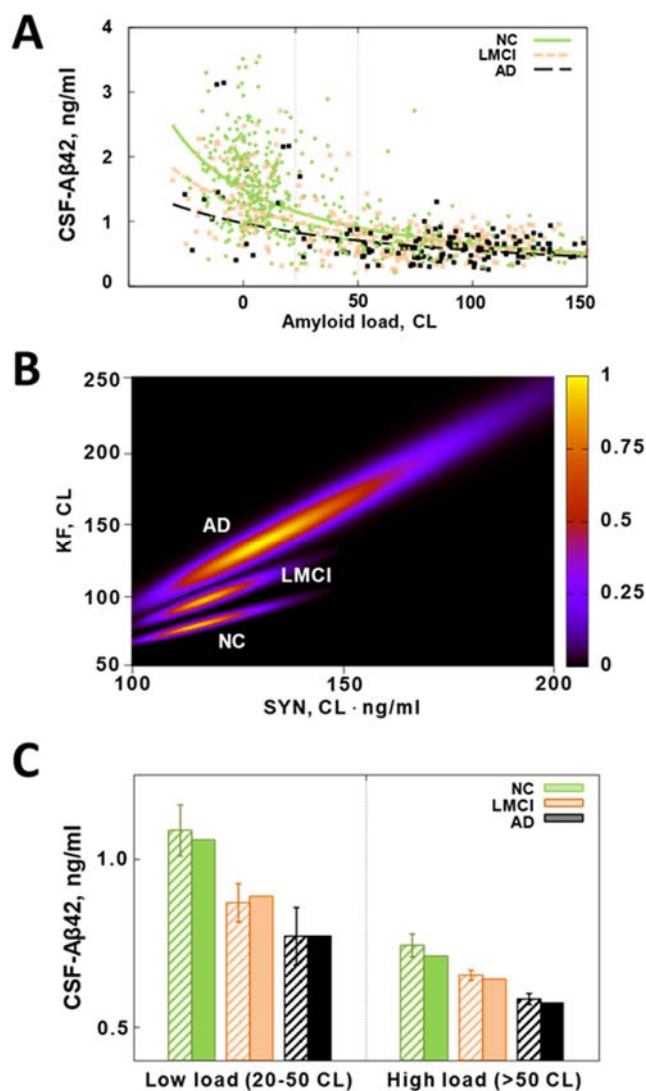 A
CSF-Aβ42, ng/ml
4
3
2
1
0
NC
LMCI
AD
0
50
100
150
Amyloid load, CL
B
KF, CL
250
200
150
100
50
AD
LMCI
NC
100
150
200
SYN, CL · ng/ml
1
0.75
0.5
0.25
0
C
CSF-Aβ42, ng/ml
1.0
0.5
NC
LMCI
AD
Low load (20-50 CL)
High load (>50 CL)